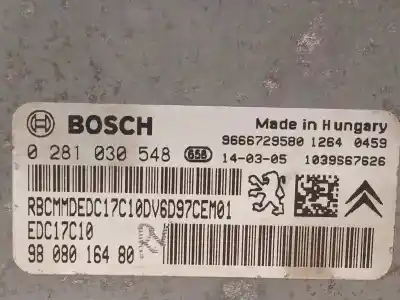 BOSCH
Made in Hungary
9666729580 1264 0459
0 281 030 548 658 14-03-05 1039S67626
RBCMMDEDC17C10DV6D97CEM01
EDC17C10
98 080 164 80